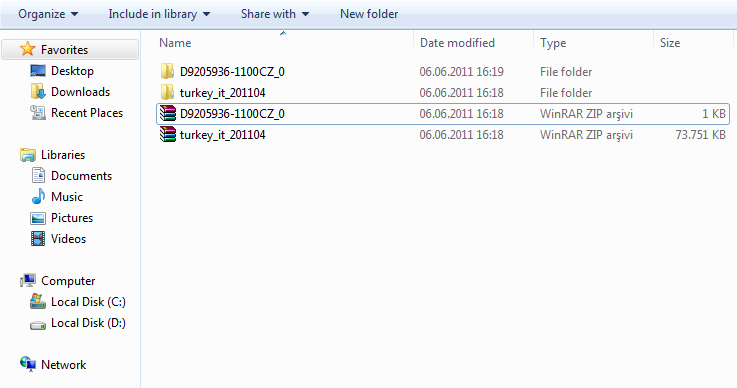 Organize Include in library Share with New folder
Favorites
Desktop
Downloads
Recent Places
Libraries
Documents
Music
Pictures
Videos
Computer
Local Disk (C:)
Local Disk (D:)
Network
Name Date modified Type Size
D9205936-1100CZ_0 06.06.2011 16:19 File folder
turkey_it_201104 06.06.2011 16:18 File folder
D9205936-1100CZ_0 06.06.2011 16:18 WinRAR ZIP arşivi 1 KB
turkey_it_201104 06.06.2011 16:18 WinRAR ZIP arşivi 73.751 KB